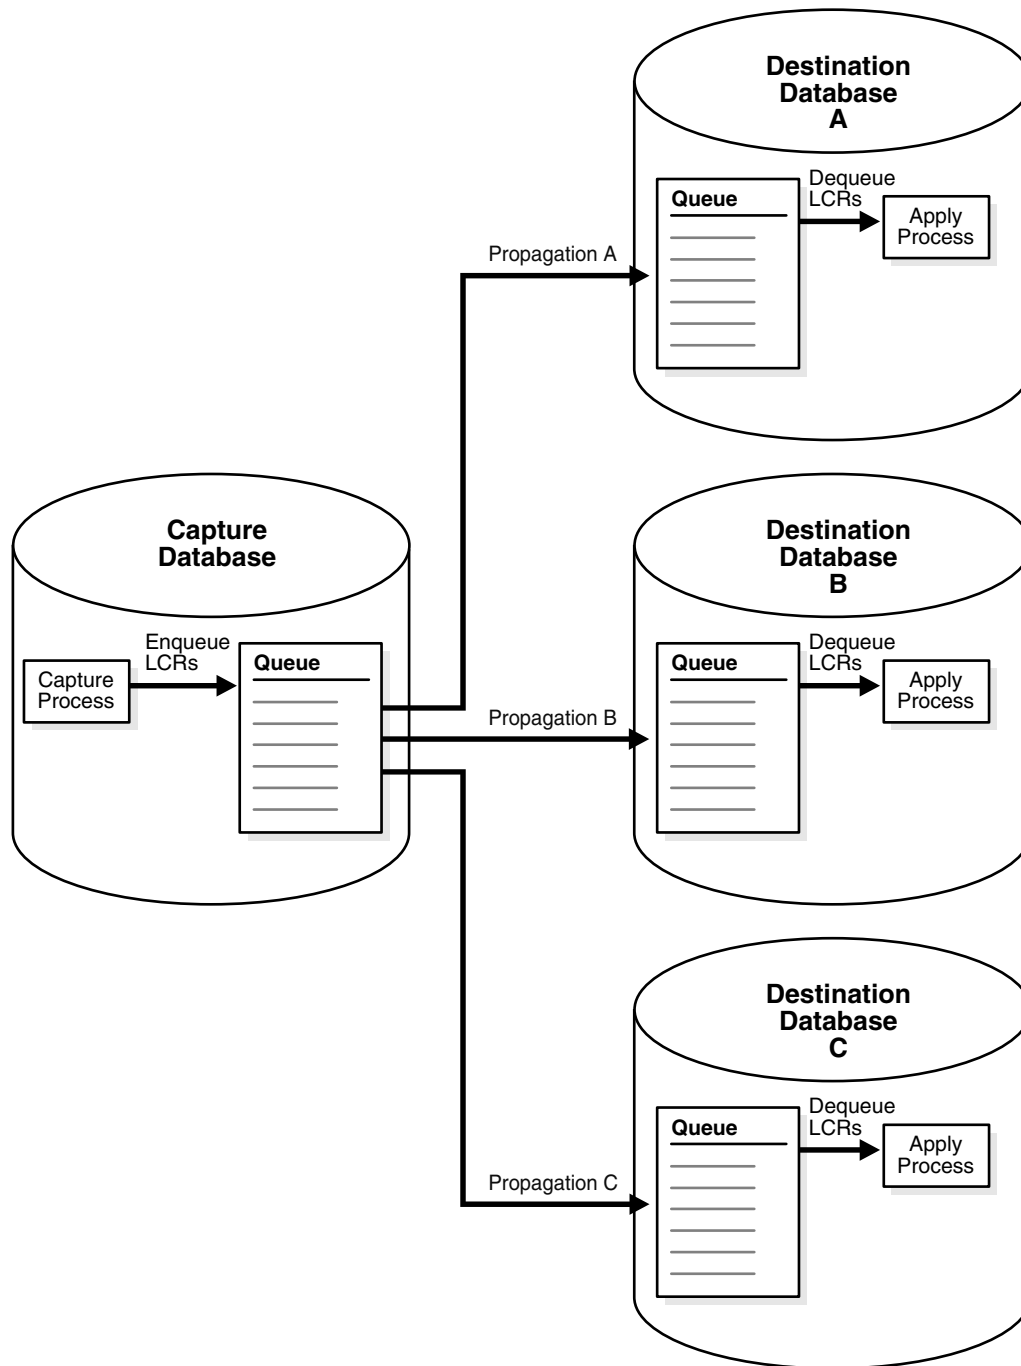 Destination
Database
A
Queue
Dequeue
LCRs
Apply
Process
Propagation A
Capture
Database
Capture
Process
Enqueue
LCRs
Queue
Propagation B
Destination
Database
B
Queue
Dequeue
LCRs
Apply
Process
Destination
Database
C
Queue
Dequeue
LCRs
Apply
Process
Propagation C